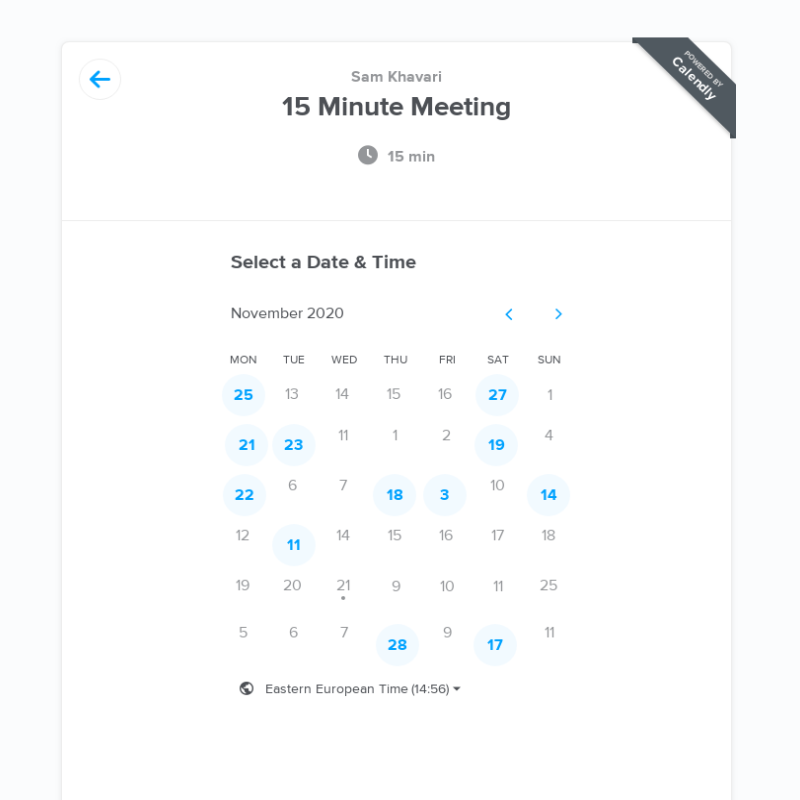 POWERED BY
Calendly
Sam Khavari
15 Minute Meeting
15 min
Select a Date & Time
November 2020
MON TUE WED THU FRI SAT SUN
25 13 14 15 16 27 1
21 23 11 1 2 19 4
22 6 7 18 3 10 14
12 11 14 15 16 17 18
19 20 21 9 10 11 25
5 6 7 28 9 17 11
Eastern European Time (14:56)